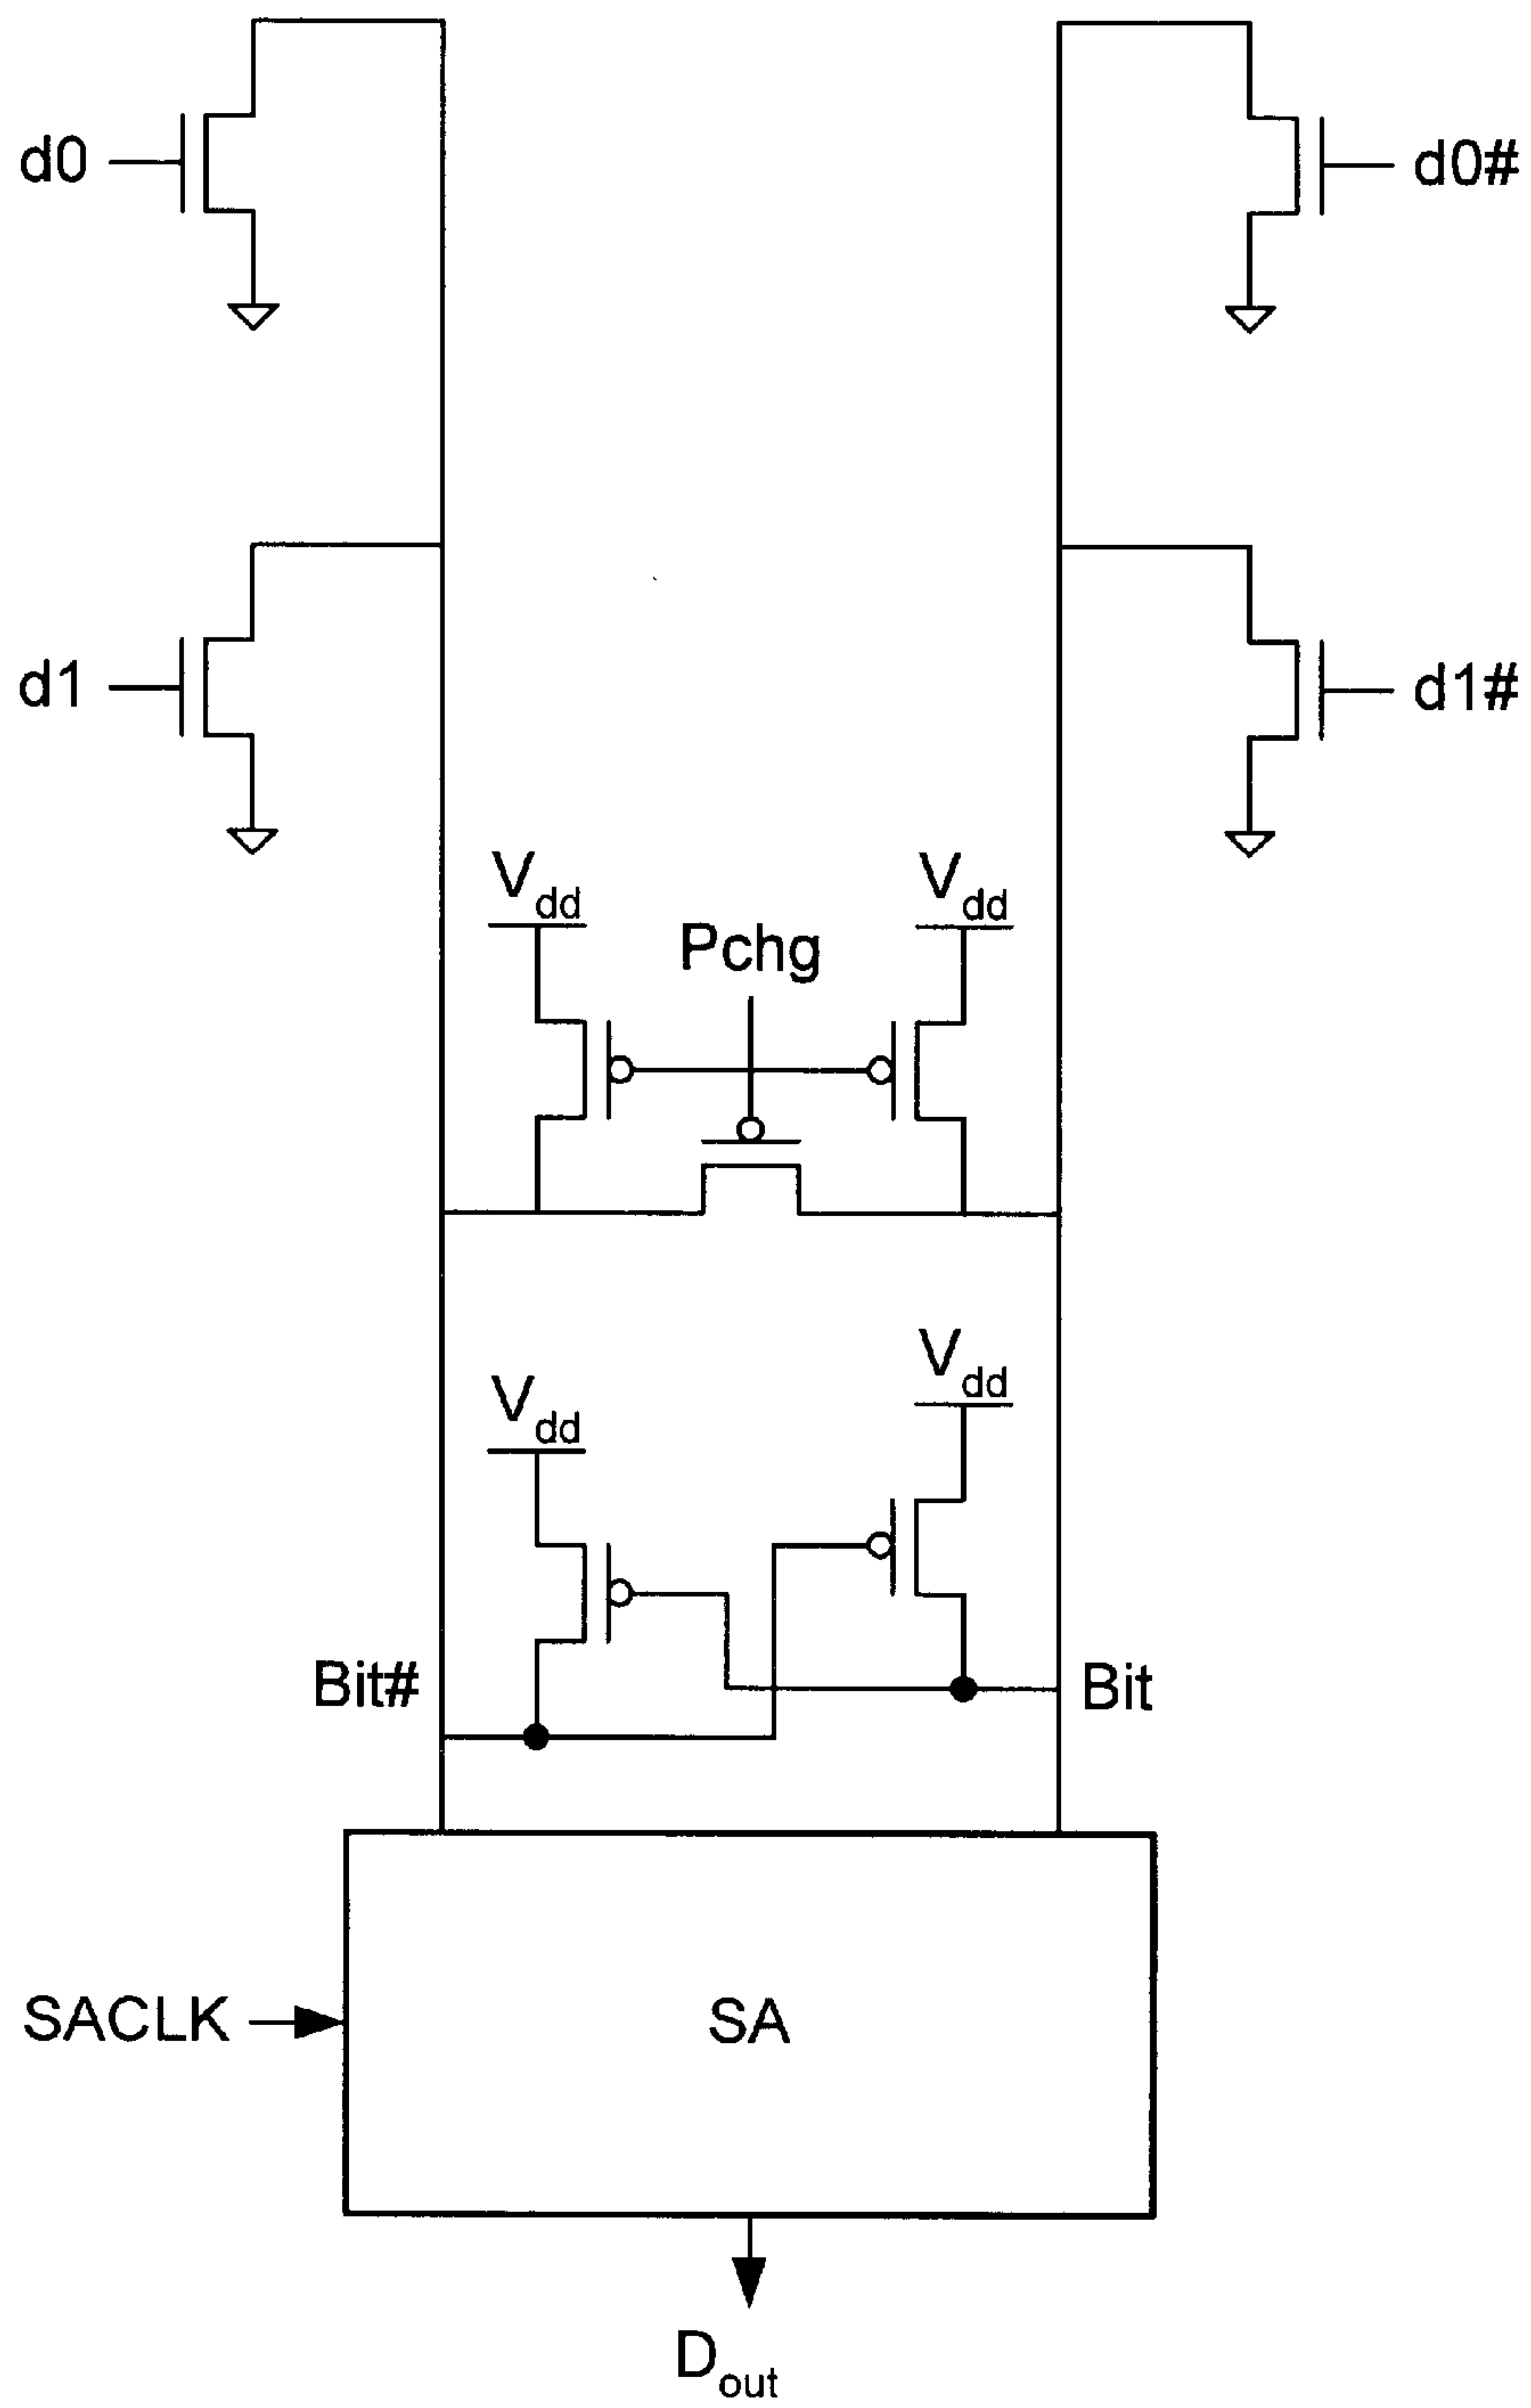 d0
d0#
d1
d1#
Vdd
Vdd
Pchg
Vdd
Vdd
Bit#
Bit
SACLK
SA
Dout